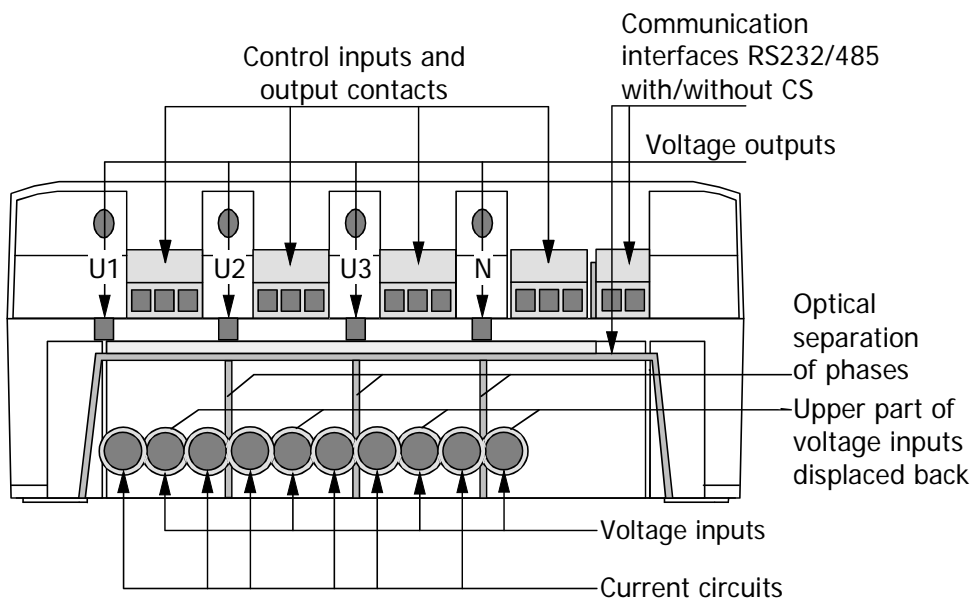 Communication
interfaces RS232/485
with/without CS
Control inputs and
output contacts
Voltage outputs
U1
U2
U3
N
Optical
separation
of phases
Upper part of
voltage inputs
displaced back
Voltage inputs
Current circuits